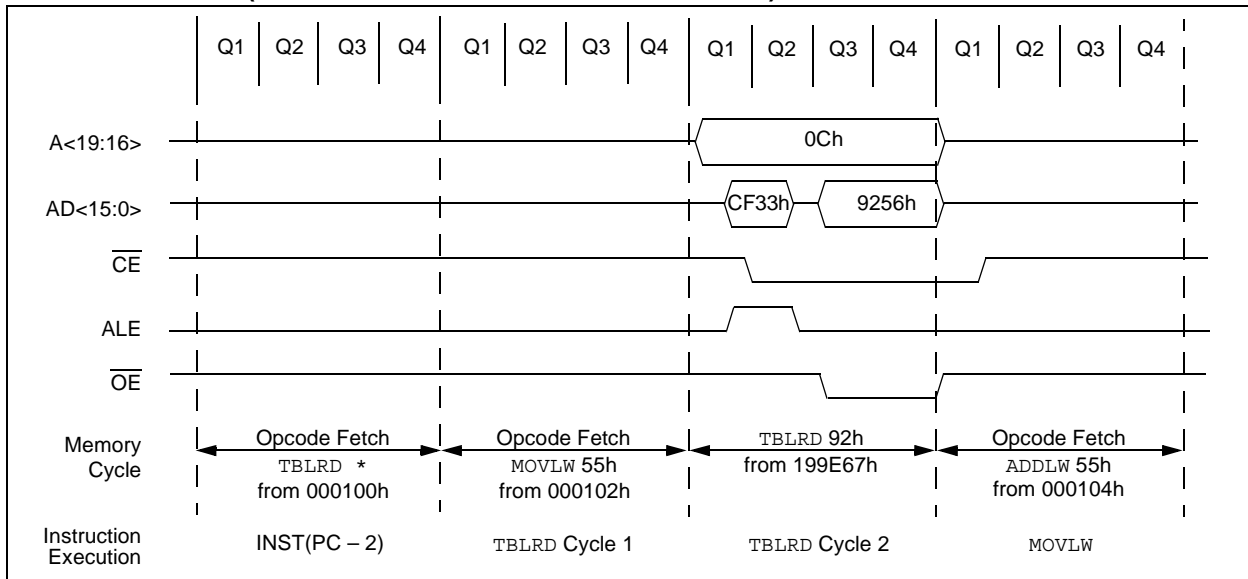 Q1 Q2 Q3 Q4 Q1 Q2 Q3 Q4 Q1 Q2 Q3 Q4 Q1 Q2 Q3 Q4
A<19:16>
0Ch
AD<15:0>
CF33h
9256h
CE
ALE
OE
Memory
Cycle
Opcode Fetch
TBLRD *
from 000100h
Opcode Fetch
MOVLW 55h
from 000102h
TBLRD 92h
from 199E67h
Opcode Fetch
ADDLW 55h
from 000104h
Instruction
Execution
INST(PC – 2)
TBLRD Cycle 1
TBLRD Cycle 2
MOVLW